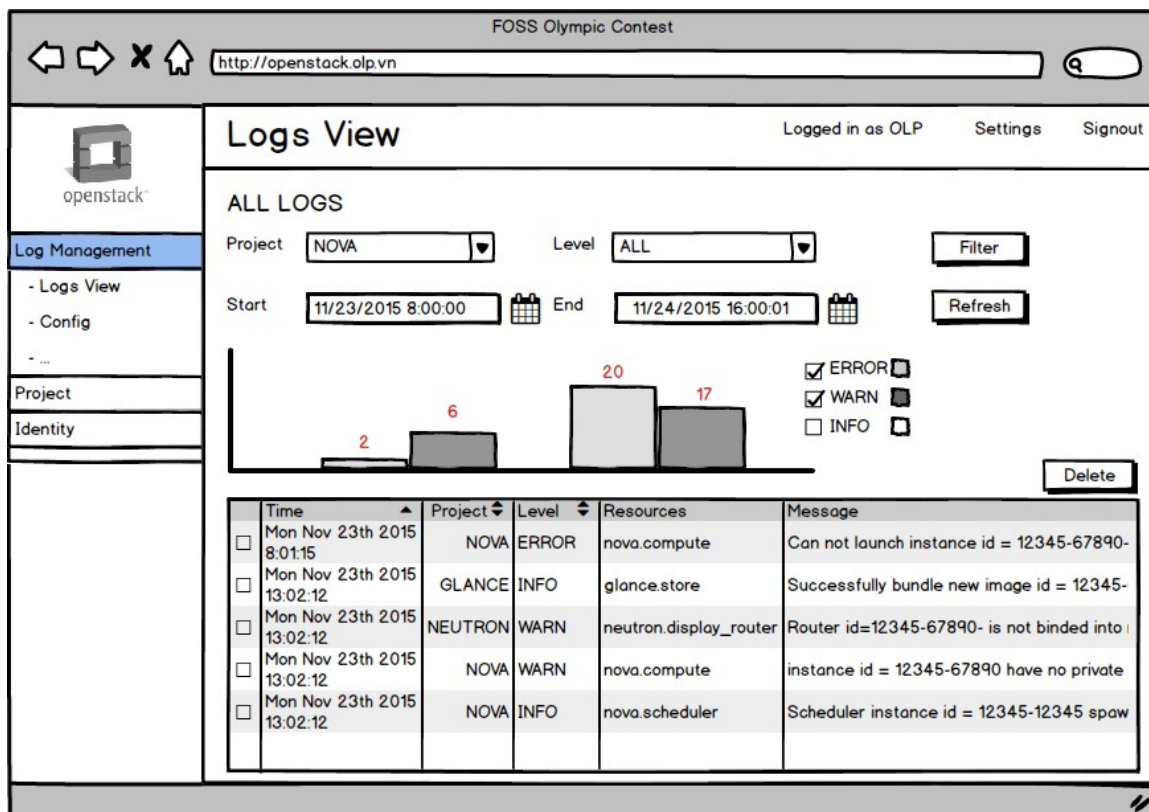 FOSS Olympic Contest
http://openstack.olp.vn
openstack™
Logs View
Logged in as OLP
Settings
Signout
Log Management
- Logs View
- Config
- ...
Project
Identity
ALL LOGS
Project
NOVA
Level
ALL
Filter
Start
11/23/2015 8:00:00
End
11/24/2015 16:00:01
Refresh
2
6
20
17
ERROR
WARN
INFO
Delete
Time Project Level Resources Message
Mon Nov 23th 2015
8:01:15
NOVA ERROR nova.compute Can not launch instance id = 12345-67890-
Mon Nov 23th 2015
13:02:12
GLANCE INFO glance.store Successfully bundle new image id = 12345-
Mon Nov 23th 2015
13:02:12
NEUTRON WARN neutron.display_router Router id=12345-67890- is not binded into
Mon Nov 23th 2015
13:02:12
NOVA WARN nova.compute instance id = 12345-67890 have no private
Mon Nov 23th 2015
13:02:12
NOVA INFO nova.scheduler Scheduler instance id = 12345-12345 spaw